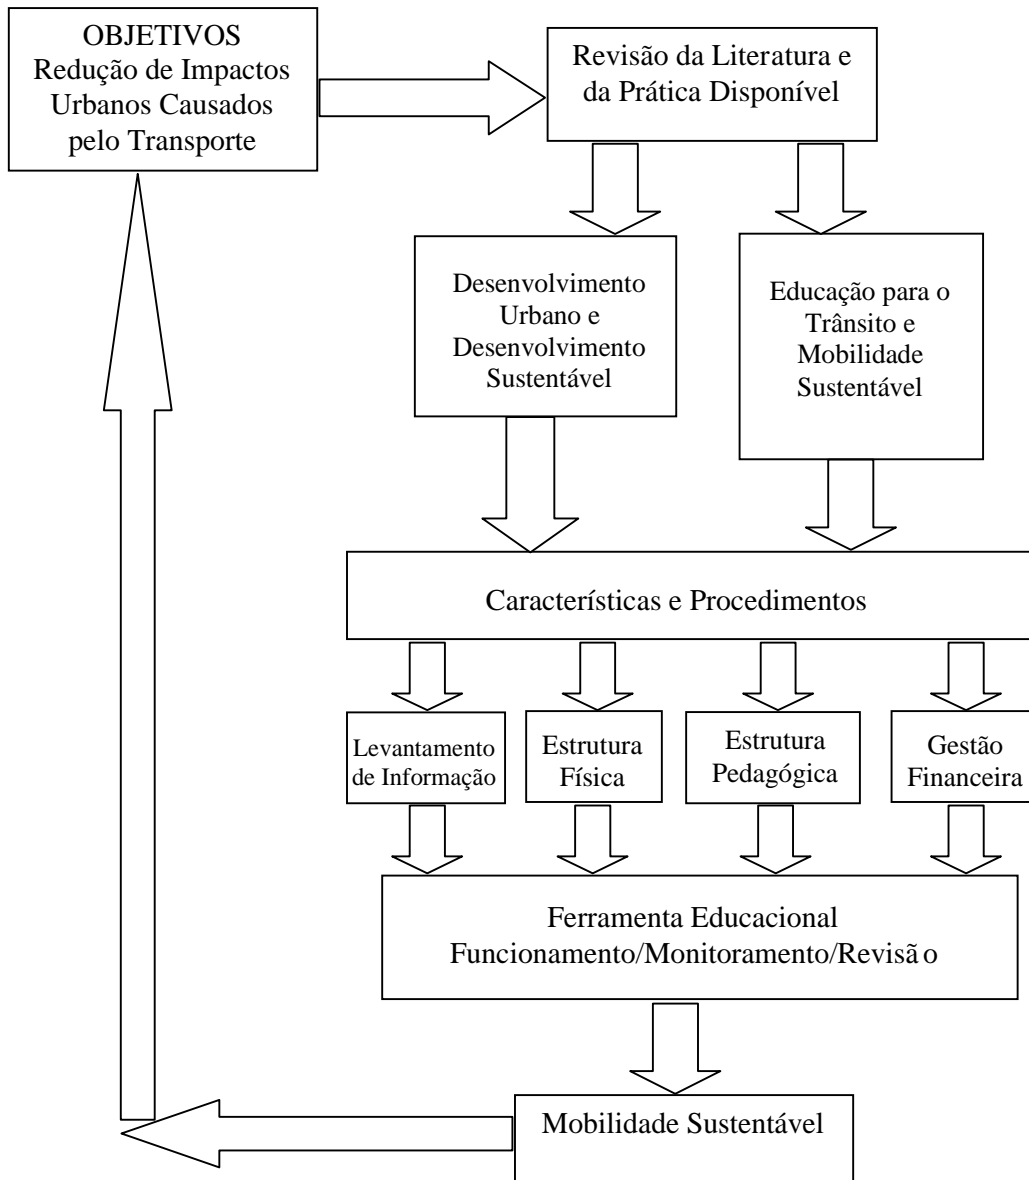 OBJETIVOS
Redução de Impactos
Urbanos Causados
pelo Transporte
Revisão da Literatura e
da Prática Disponível
Desenvolvimento
Urbano e
Desenvolvimento
Sustentável
Educação para o
Trânsito e
Mobilidade
Sustentável
Características e Procedimentos
Levantamento
de Informação
Estrutura
Física
Estrutura
Pedagógica
Gestão
Financeira
Ferramenta Educacional
Funcionamento/Monitoramento/Revisão
Mobilidade Sustentável